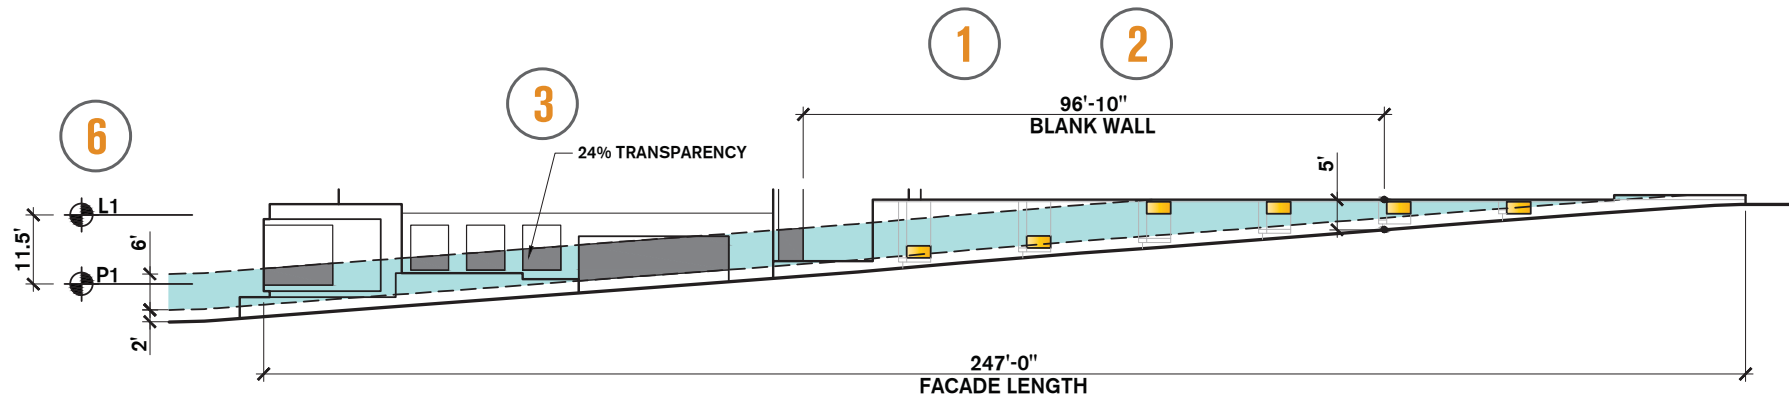 1
2
3
6
96'-10"
BLANK WALL
24% TRANSPARENCY
5'
L1
11.5'
6'
P1
2'
247'-0"
FACADE LENGTH